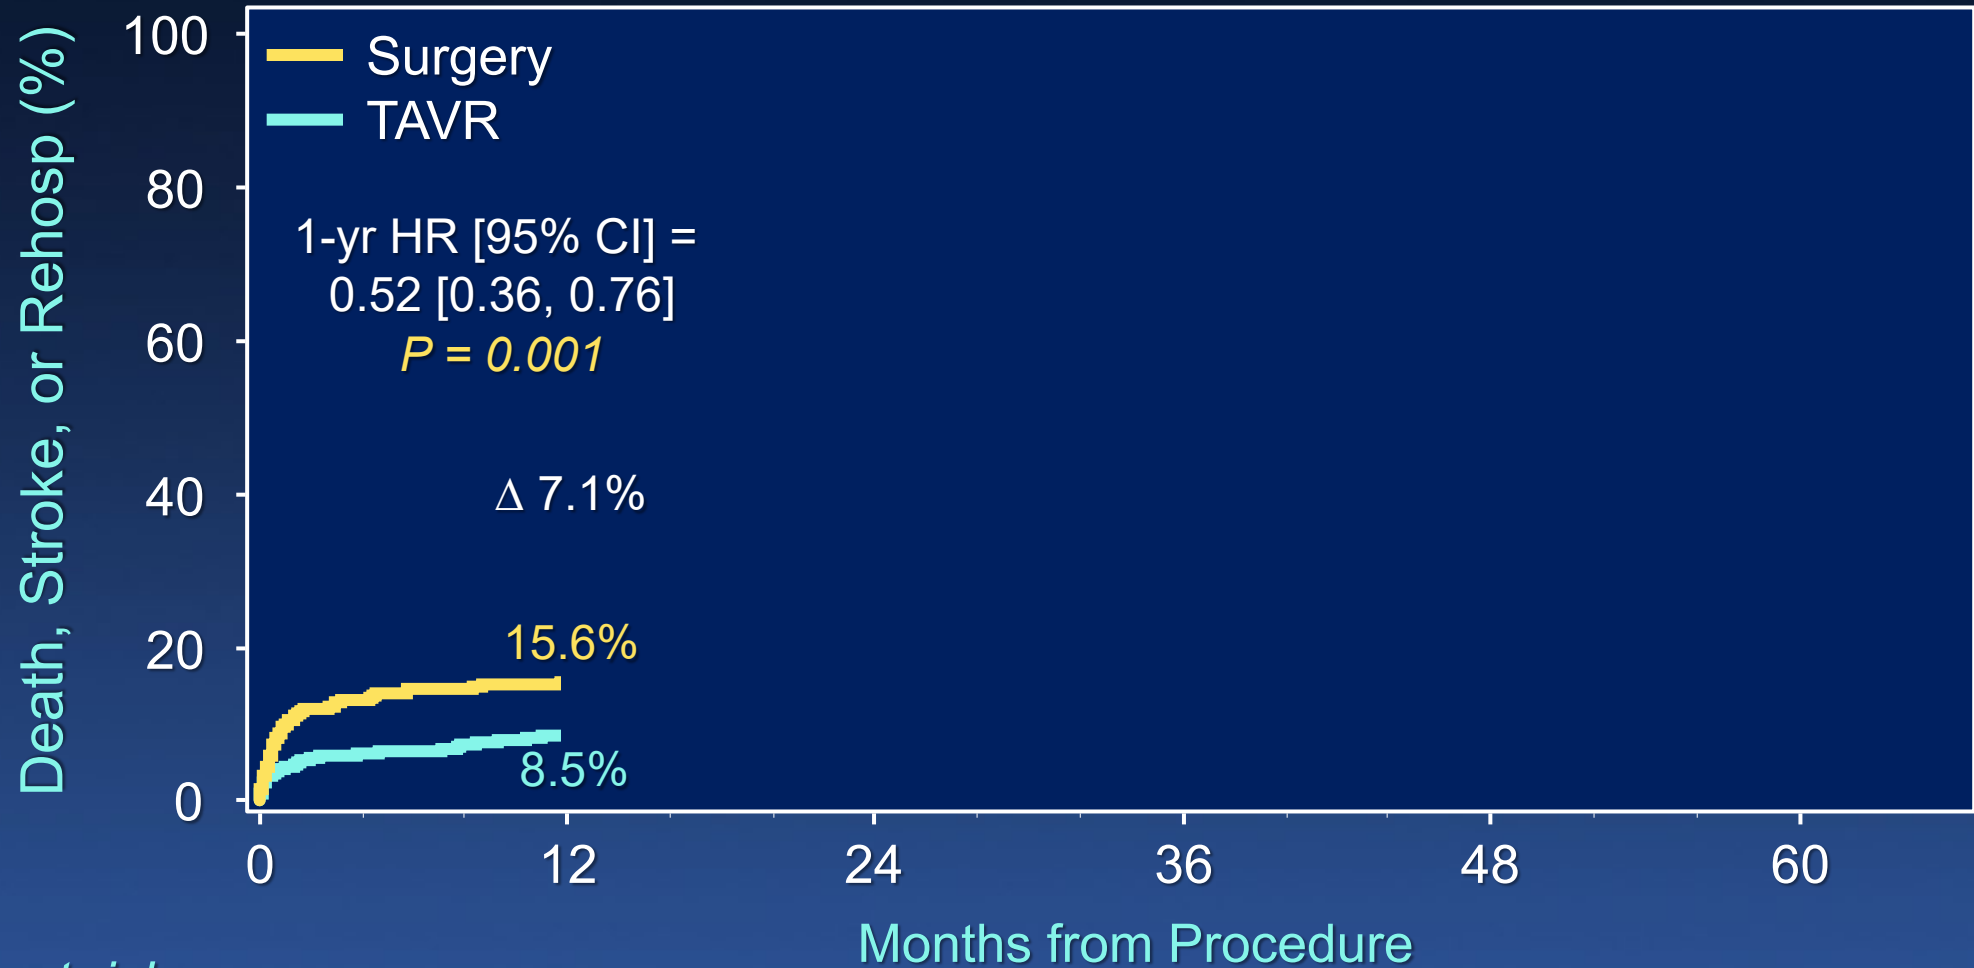 Death, Stroke, or Rehosp (%)
100
80
60
40
20
0
Surgery
TAVR
1-yr HR [95% CI] =
0.52 [0.36, 0.76]
P = 0.001
Δ 7.1%
15.6%
8.5%
0 12 24 36 48 60
Months from Procedure